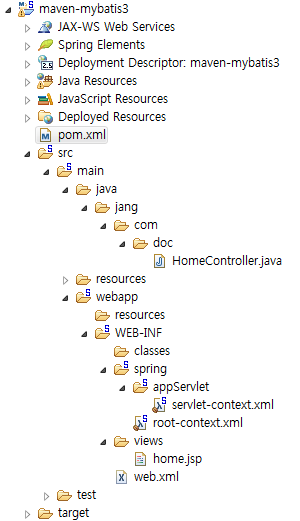 maven-mybatis3
JAX-WS Web Services
Spring Elements
Deployment Descriptor: maven-mybatis3
Java Resources
JavaScript Resources
Deployed Resources
pom.xml
src
main
java
jang
com
doc
HomeController.java
resources
webapp
resources
WEB-INF
classes
spring
appServlet
servlet-context.xml
root-context.xml
views
home.jsp
web.xml
test
target